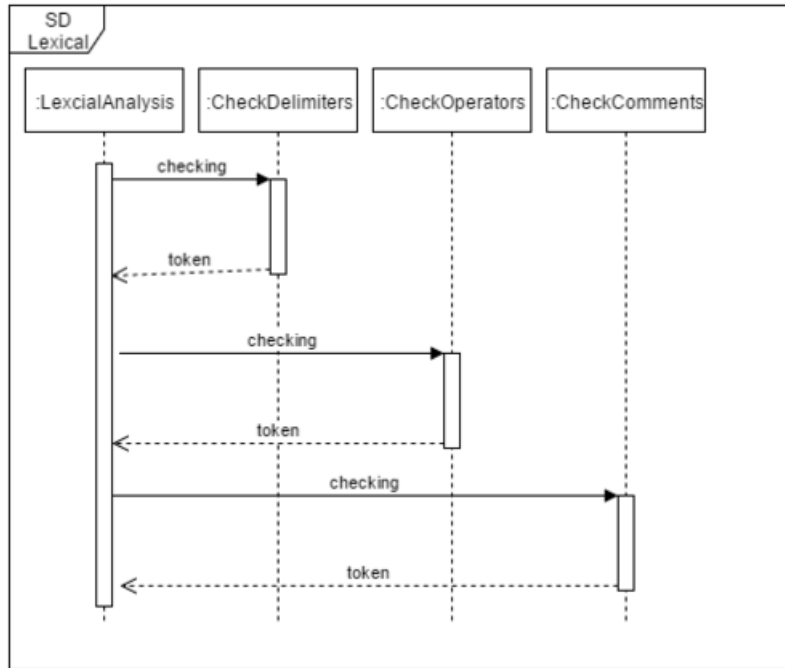 SD
Lexical
:LexcialAnalysis
:CheckDelimiters
:CheckOperators
:CheckComments
checking
token
checking
token
checking
token